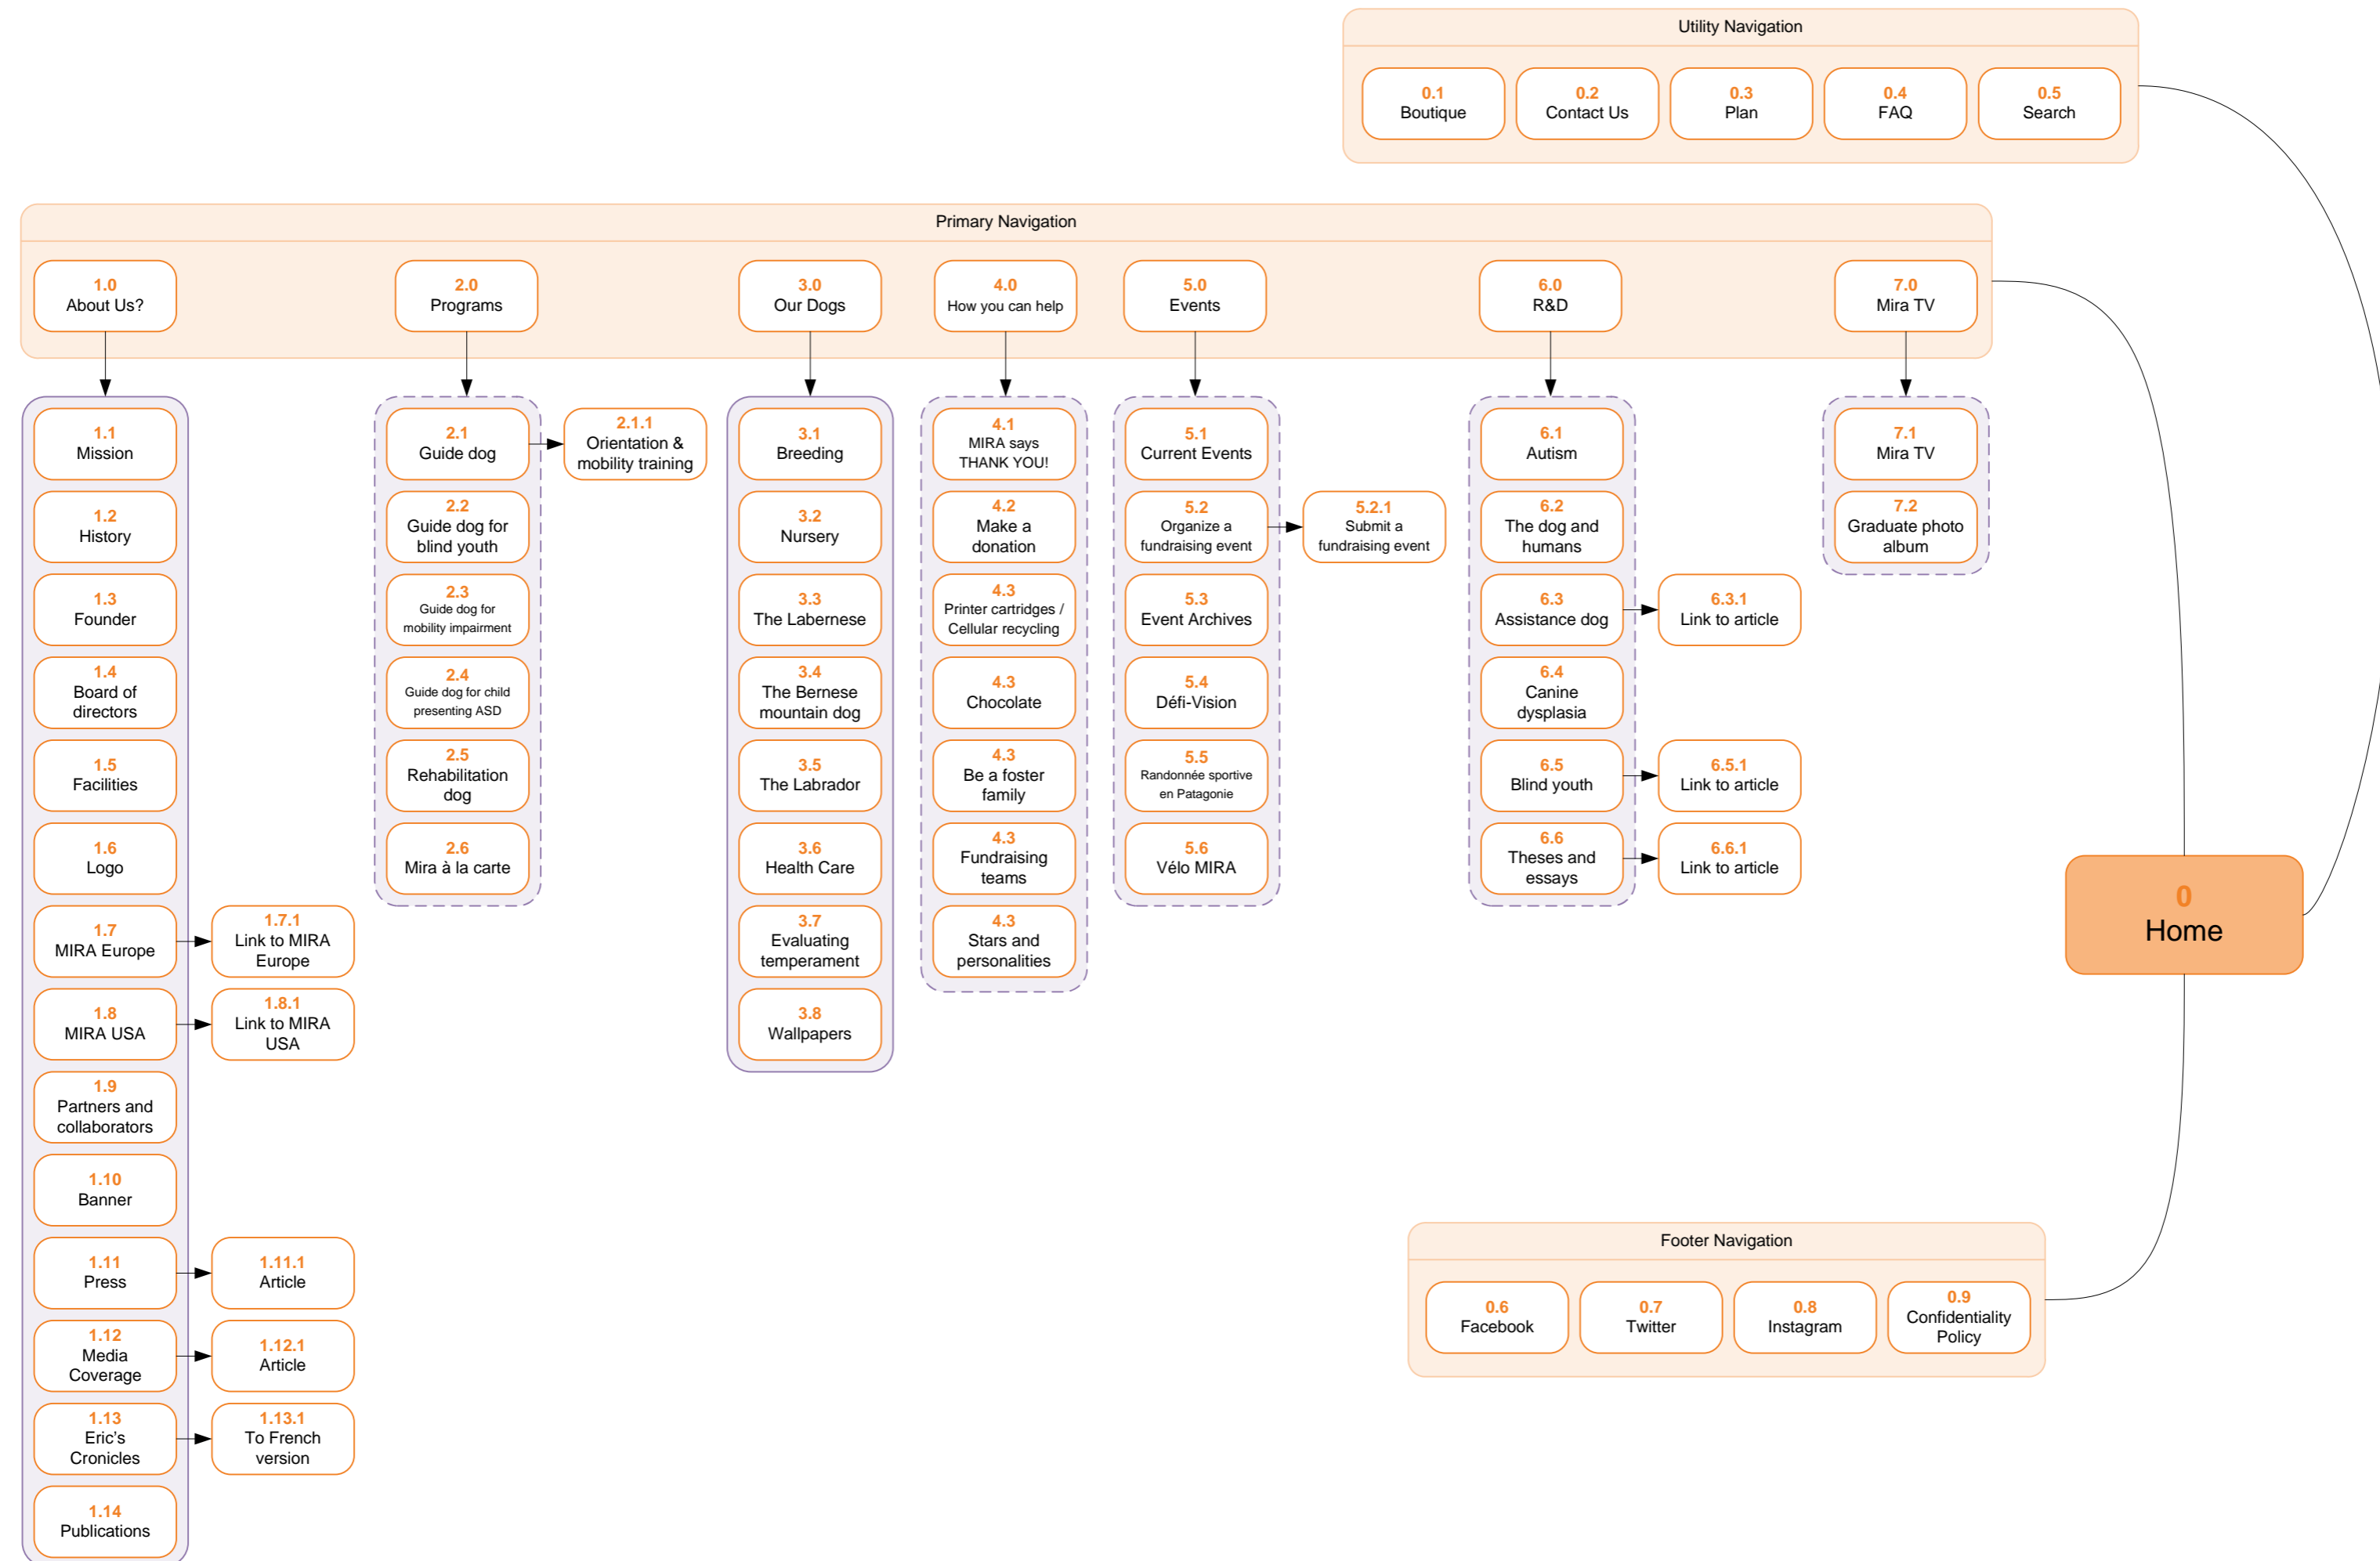 Utility Navigation
0.1
Boutique
0.2
Contact Us
0.3
Plan
0.4
FAQ
0.5
Search
Primary Navigation
1.0
About Us?
2.0
Programs
3.0
Our Dogs
4.0
How you can help
5.0
Events
6.0
R&D
7.0
Mira TV
1.1
Mission
1.2
History
1.3
Founder
1.4
Board of
directors
1.5
Facilities
1.6
Logo
1.7
MIRA Europe
1.7.1
Link to MIRA
Europe
1.8
MIRA USA
1.8.1
Link to MIRA
USA
1.9
Partners and
collaborators
1.10
Banner
1.11
Press
1.11.1
Article
1.12
Media
Coverage
1.12.1
Article
1.13
Eric's
Cronicles
1.13.1
To French
version
1.14
Publications
2.1
Guide dog
2.1.1
Orientation &
mobility training
2.2
Guide dog for
blind youth
2.3
Guide dog for
mobility impairment
2.4
Guide dog for child
presenting ASD
2.5
Rehabilitation
dog
2.6
Mira à la carte
3.1
Breeding
3.2
Nursery
3.3
The Labernese
3.4
The Bernese
mountain dog
3.5
The Labrador
3.6
Health Care
3.7
Evaluating
temperament
3.8
Wallpapers
4.1
MIRA says
THANK YOU!
4.2
Make a
donation
4.3
Printer cartridges /
Cellular recycling
4.3
Chocolate
4.3
Be a foster
family
4.3
Fundraising
teams
4.3
Stars and
personalities
5.1
Current Events
5.2
Organize a
fundraising event
5.2.1
Submit a
fundraising event
5.3
Event Archives
5.4
Défi-Vision
5.5
Randonnée sportive
en Patagonie
5.6
Vélo MIRA
6.1
Autism
6.2
The dog and
humans
6.3
Assistance dog
6.3.1
Link to article
6.4
Canine
dysplasia
6.5
Blind youth
6.5.1
Link to article
6.6
Theses and
essays
6.6.1
Link to article
7.1
Mira TV
7.2
Graduate photo
album
0
Home
Footer Navigation
0.6
Facebook
0.7
Twitter
0.8
Instagram
0.9
Confidentiality
Policy